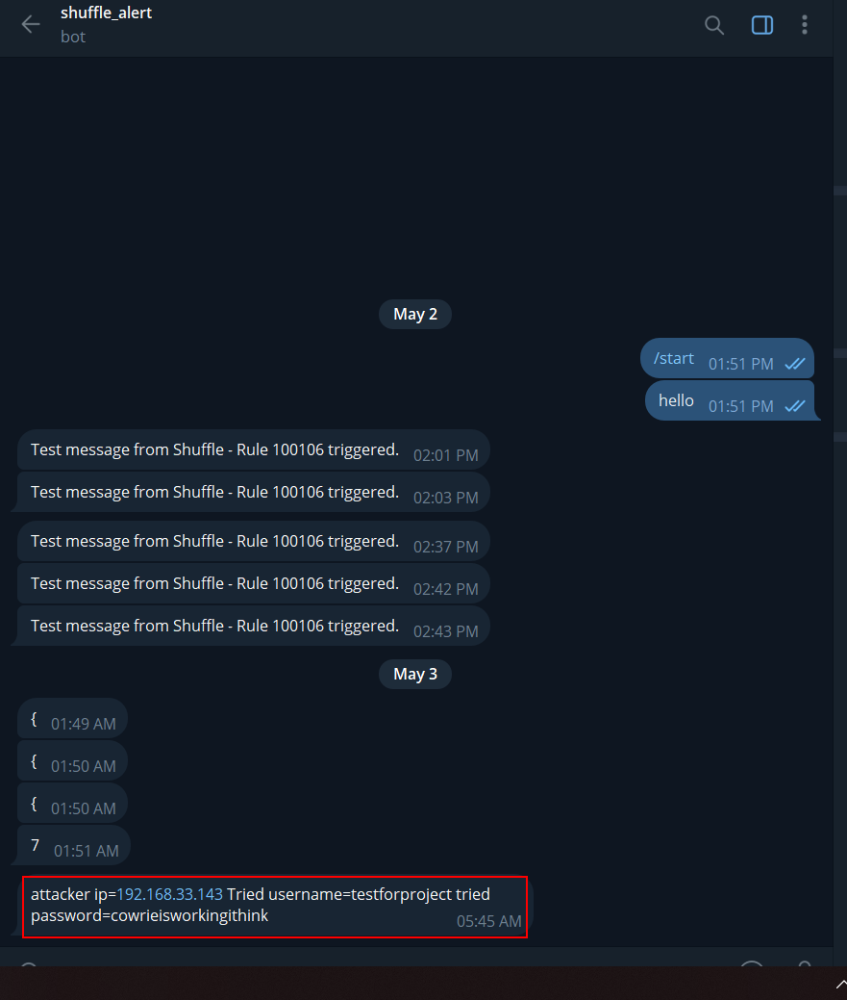 shuffle_alert
bot
May 2
/start 01:51 PM
hello 01:51 PM
Test message from Shuffle - Rule 100106 triggered. 02:01 PM
Test message from Shuffle - Rule 100106 triggered. 02:03 PM
Test message from Shuffle - Rule 100106 triggered. 02:37 PM
Test message from Shuffle - Rule 100106 triggered. 02:42 PM
Test message from Shuffle - Rule 100106 triggered. 02:43 PM
May 3
{ 01:49 AM
{ 01:50 AM
{ 01:50 AM
7 01:51 AM
attacker ip=192.168.33.143 Tried username=testforproject tried
password=cowrieisworkingithink 05:45 AM